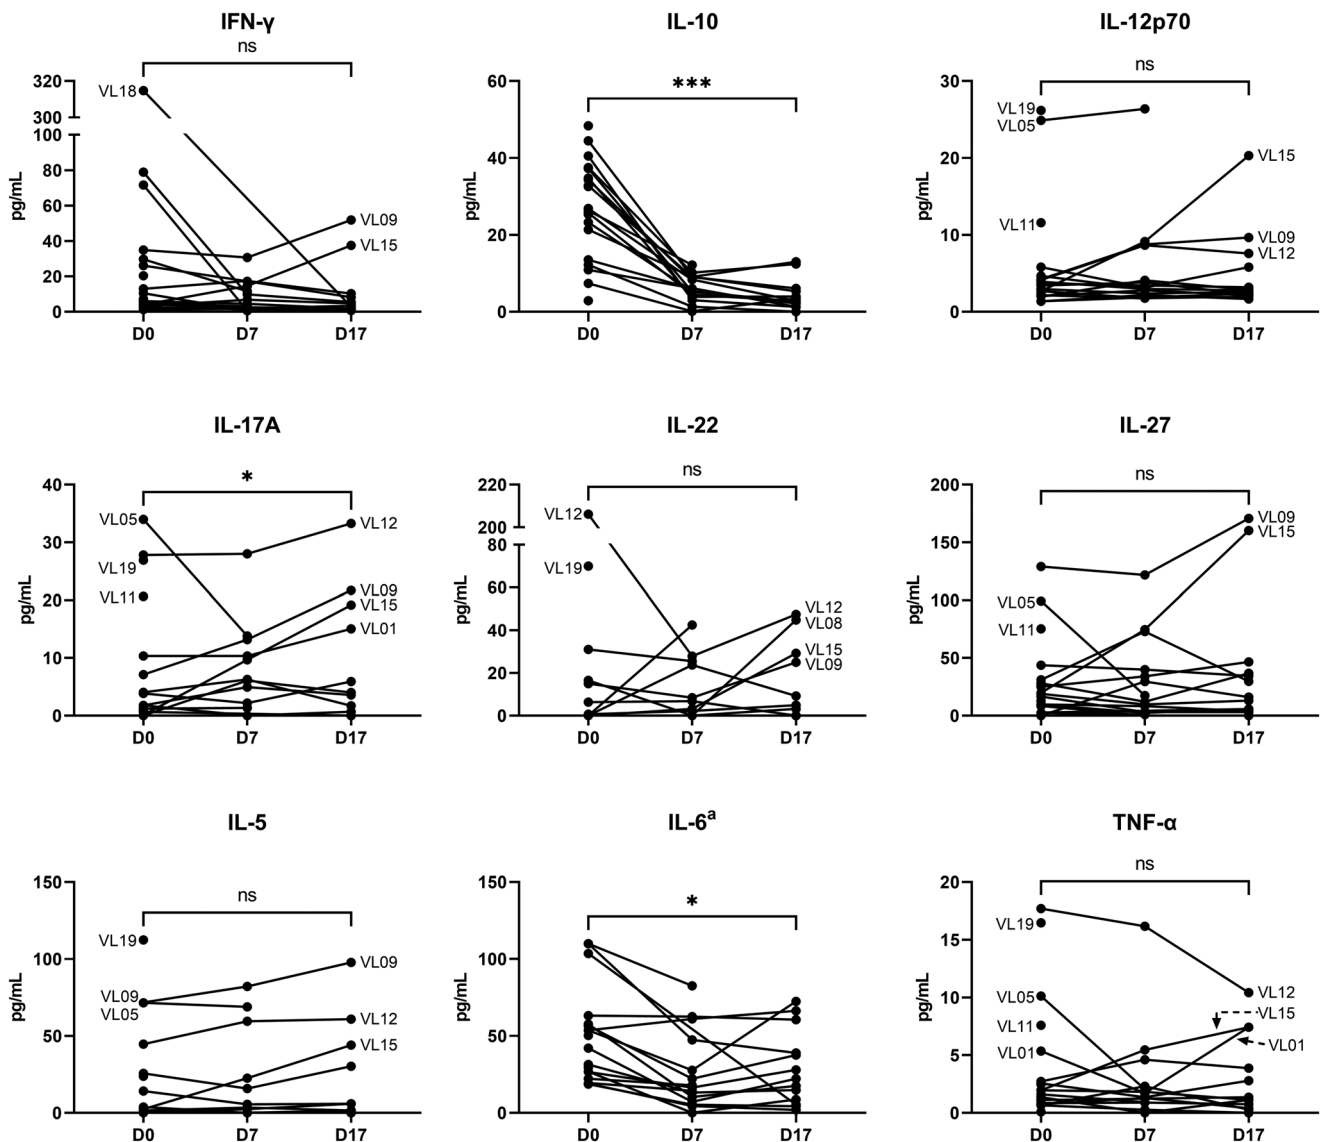 IFN-γ
ns
pg/mL
320
300
100
80
60
40
20
0
VL18
VL09
VL15
D0 D7 D17
IL-10
***
pg/mL
60
40
20
0
D0 D7 D17
IL-12p70
ns
pg/mL
30
20
10
0
VL19
VL05
VL11
VL15
VL09
VL12
D0 D7 D17
IL-17A
*
pg/mL
40
30
20
10
0
VL05
VL19
VL11
VL12
VL09
VL15
VL01
D0 D7 D17
IL-22
ns
pg/mL
220
200
80
60
40
20
0
VL12
VL19
VL12
VL08
VL15
VL09
D0 D7 D17
IL-27
ns
pg/mL
200
150
100
50
0
VL05
VL11
VL09
VL15
D0 D7 D17
IL-5
ns
pg/mL
150
100
50
0
VL19
VL09
VL05
VL09
VL12
VL15
D0 D7 D17
IL-6a
*
pg/mL
150
100
50
0
D0 D7 D17
TNF-α
ns
pg/mL
20
15
10
5
0
VL19
VL05
VL11
VL01
VL12
VL15
VL01
D0 D7 D17